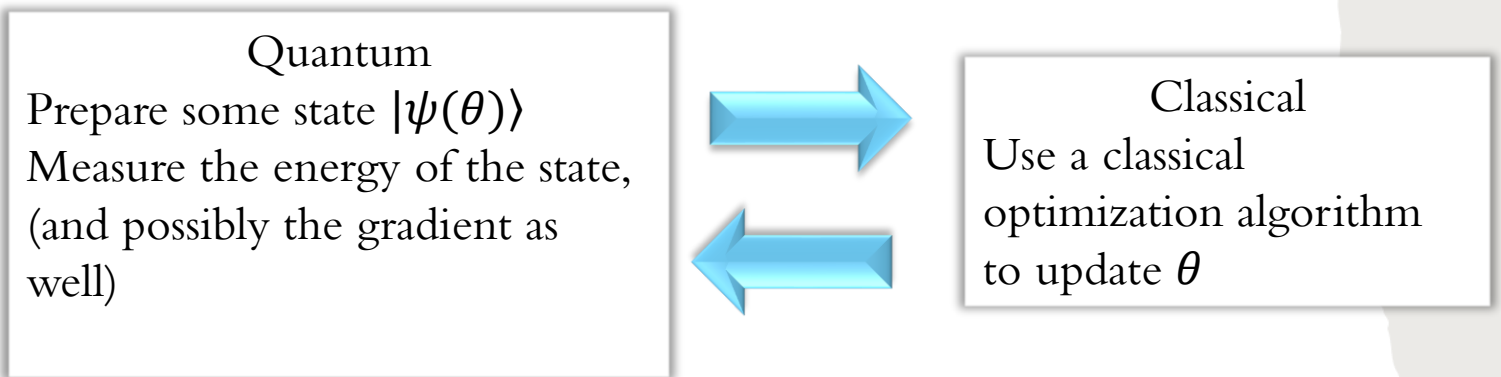 Quantum
Prepare some state |ψ(θ)⟩
Measure the energy of the state,
(and possibly the gradient as
well)
Classical
Use a classical
optimization algorithm
to update θ